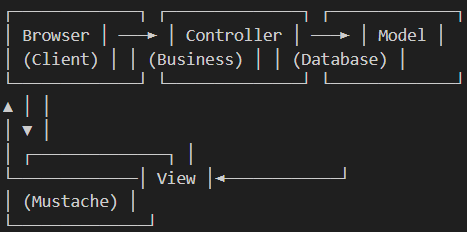 Browser Controller Model
(Client) (Business) (Database)
View
(Mustache)